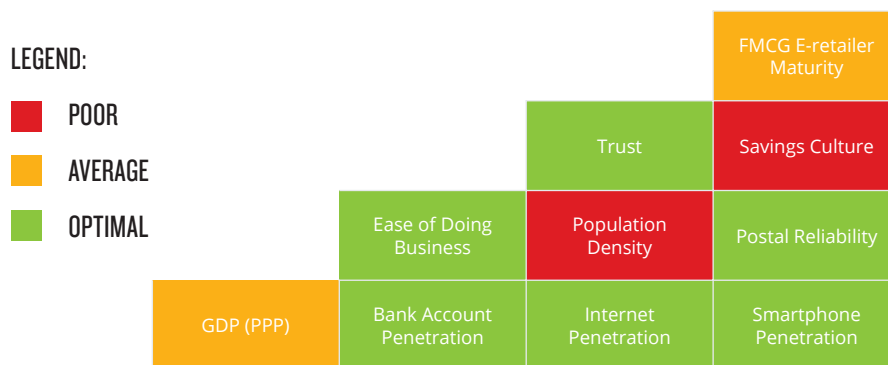 LEGEND:
POOR
AVERAGE
OPTIMAL
FMCG E-retailer
Maturity
Trust
Savings Culture
Ease of Doing
Business
Population
Density
Postal Reliability
GDP (PPP)
Bank Account
Penetration
Internet
Penetration
Smartphone
Penetration